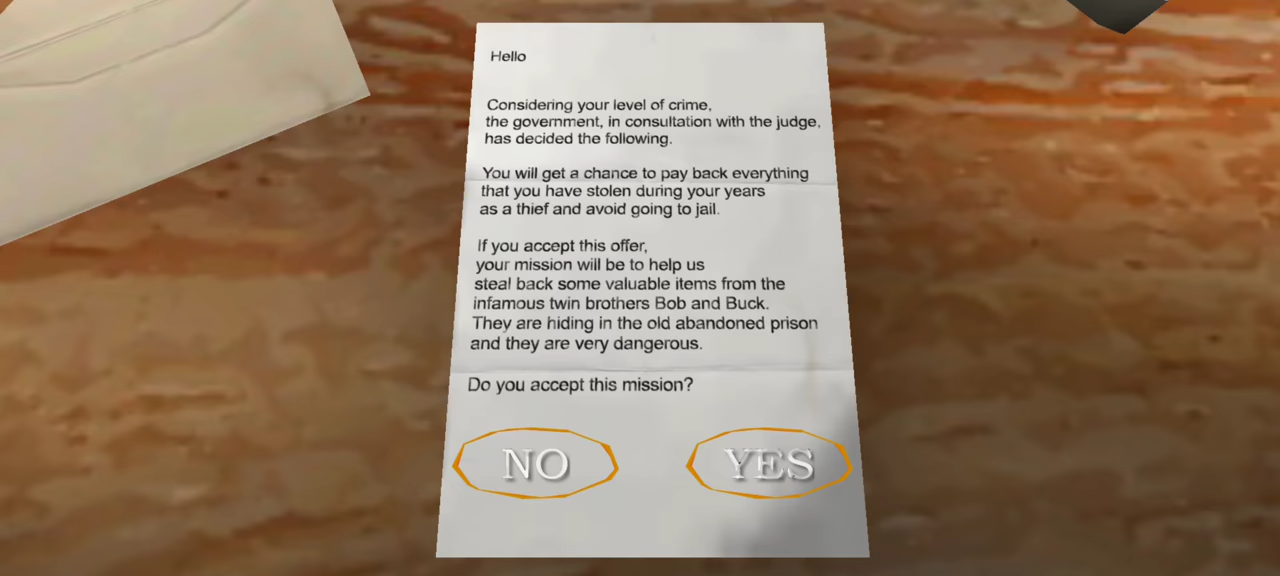 Hello
Considering your level of crime,
the government, in consultation with the judge,
has decided the following.
You will get a chance to pay back everything
that you have stolen during your years
as a thief and avoid going to jail.
If you accept this offer,
your mission will be to help us
steal back some valuable items from the
infamous twin brothers Bob and Buck.
They are hiding in the old abandoned prison
and they are very dangerous.
Do you accept this mission?
NO YES